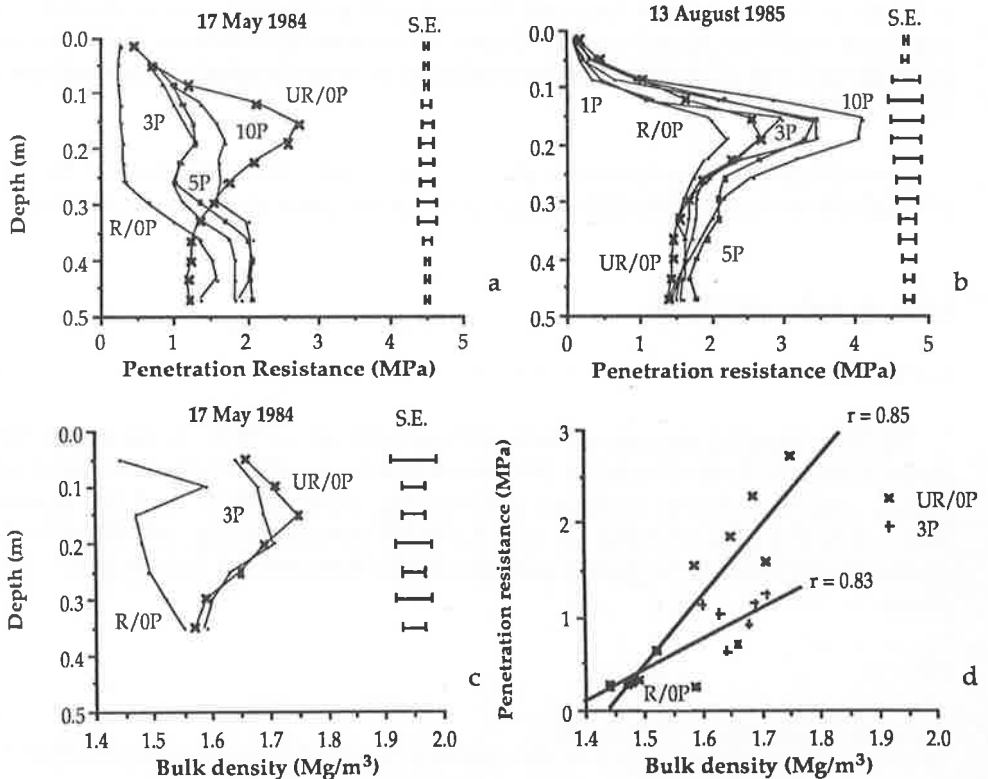 17 May 1984
S.E.
0.0
0.1
0.2
0.3
0.4
0.5
Depth (m)
UR/0P
3P
10P
5P
R/0P
a
0
1
2
3
4
5
Penetration Resistance (MPa)
13 August 1985
S.E.
0.0
0.1
0.2
0.3
0.4
0.5
1P
R/0P
3P
10P
UR/0P
5P
b
0
1
2
3
4
5
Penetration resistance (MPa)
17 May 1984
S.E.
0.0
0.1
0.2
0.3
0.4
0.5
Depth (m)
UR/0P
3P
R/0P
c
1.4
1.5
1.6
1.7
1.8
1.9
2.0
Bulk density (Mg/m³)
r = 0.85
3
2
1
0
Penetration resistance (MPa)
UR/0P
3P
r = 0.83
R/0P
d
1.4
1.5
1.6
1.7
1.8
1.9
2.0
Bulk density (Mg/m³)